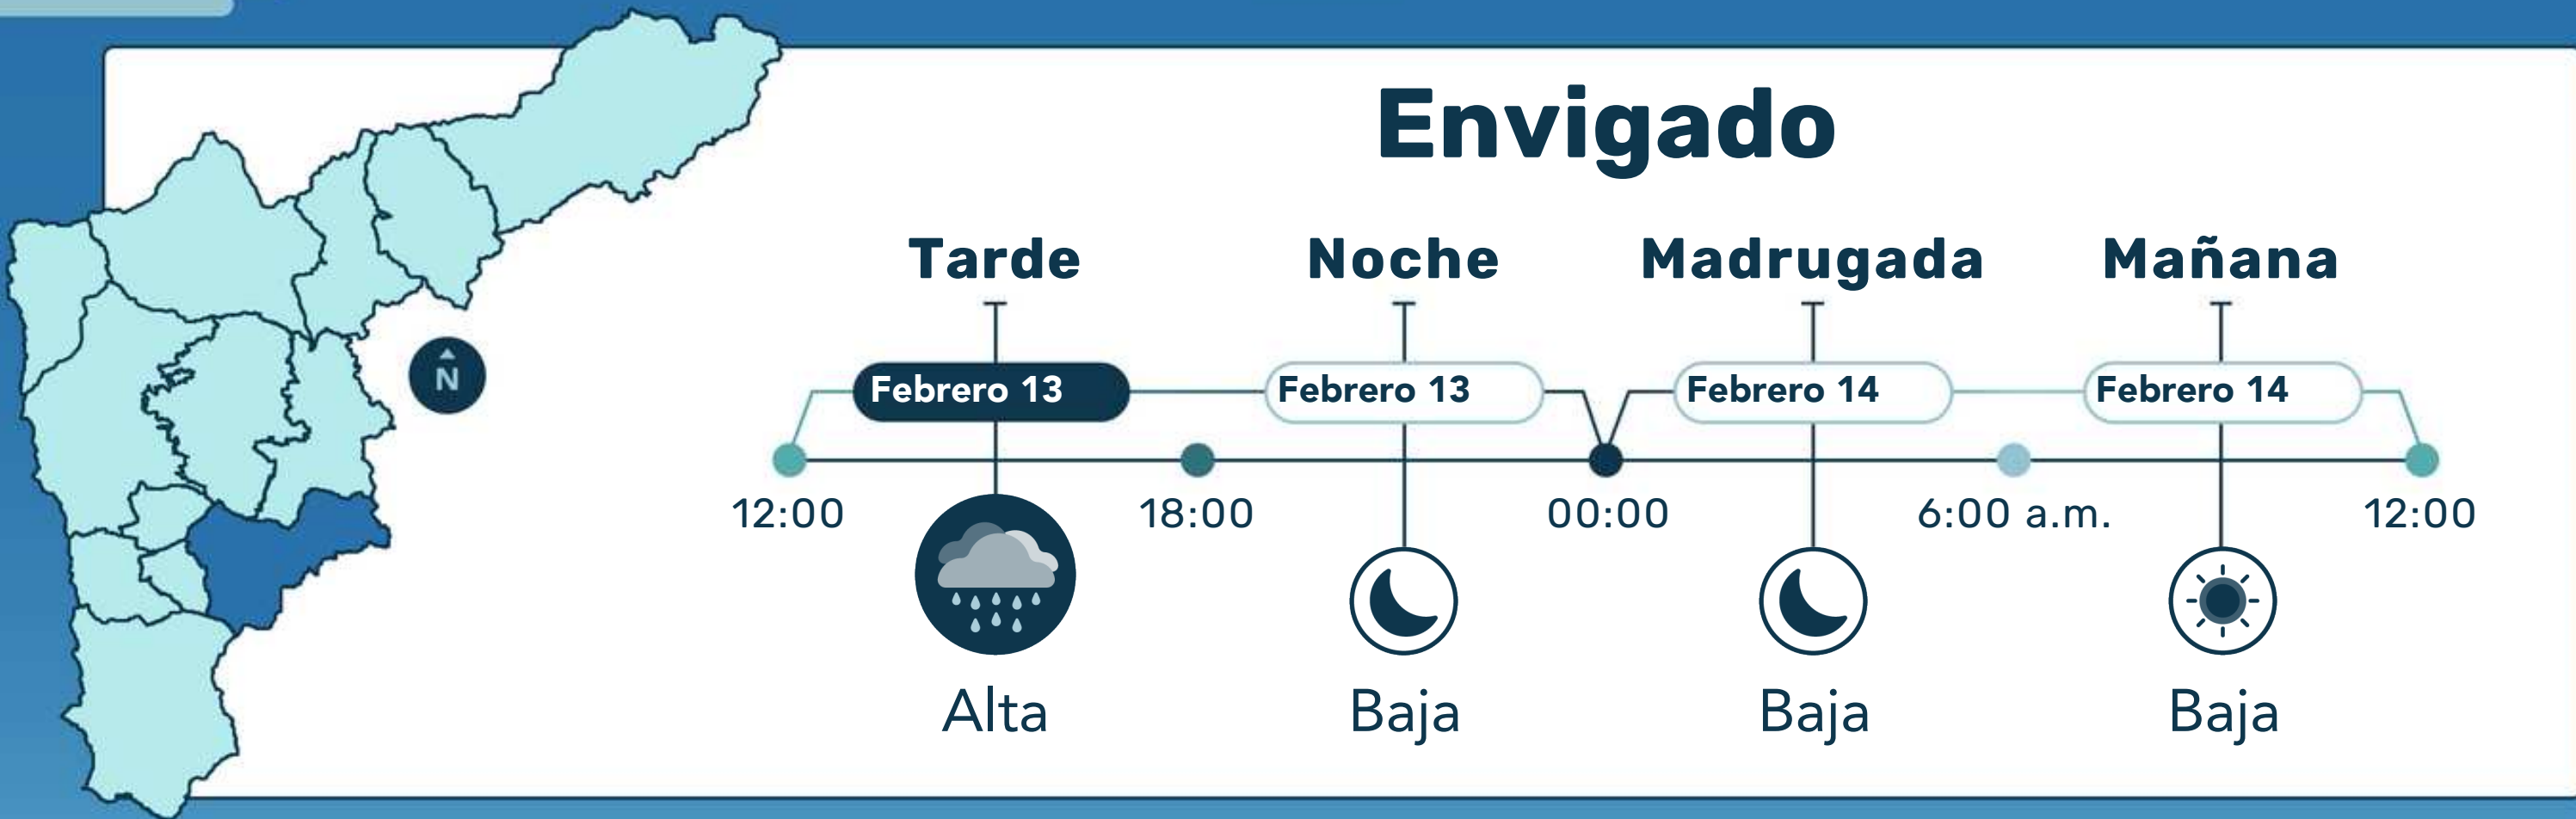 Envigado
Tarde Noche Madrugada Mañana
Febrero 13 Febrero 13 Febrero 14 Febrero 14
N
12:00 18:00 00:00 6:00 a.m. 12:00
Alta Baja Baja Baja